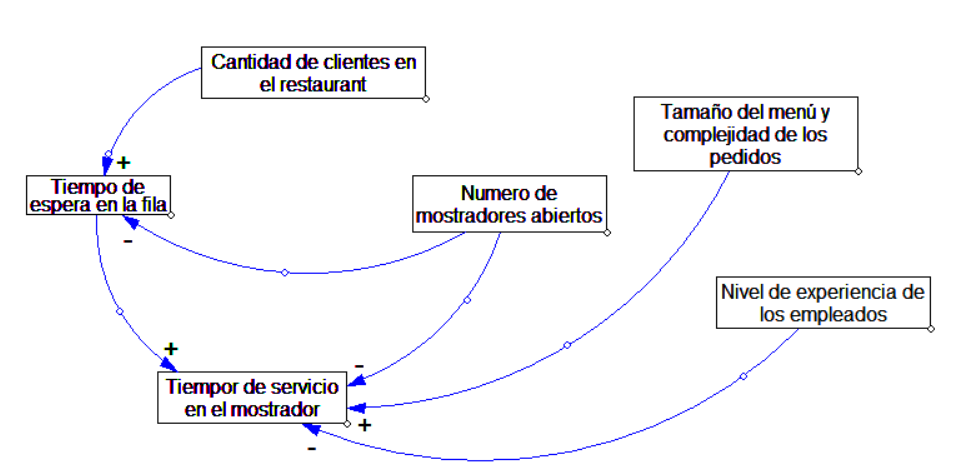 Cantidad de clientes en
el restaurant
Tamaño del menú y
complejidad de los
pedidos
+
Tiempo de
espera en la fila
Numero de
mostradores abiertos
-
Nivel de experiencia de
los empleados
+
-
Tiempor de servicio
en el mostrador
+
-